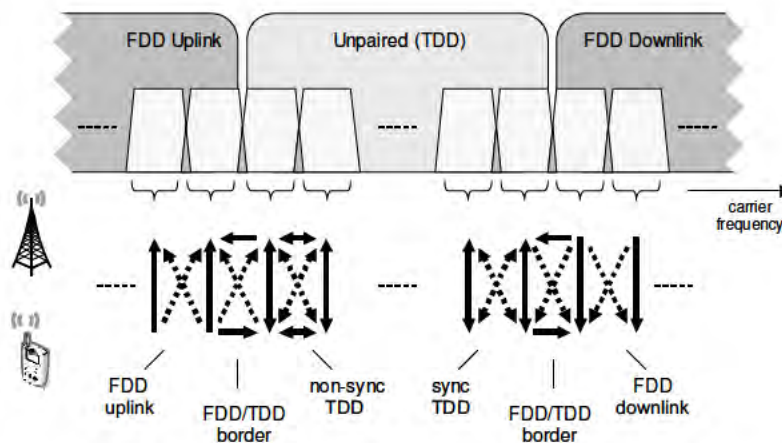 FDD Uplink
Unpaired (TDD)
FDD Downlink
carrier
frequency
FDD
uplink
FDD/TDD
border
non-sync
TDD
sync
TDD
FDD/TDD
border
FDD
downlink